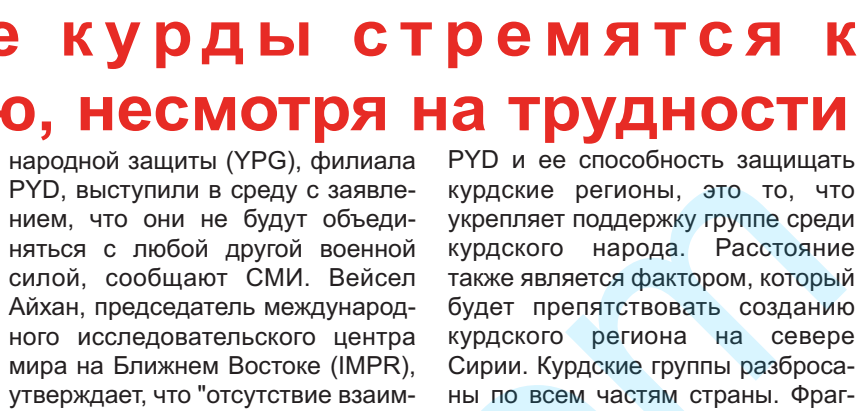 е курды стремятся к
ю, несмотря на трудности
народной защиты (YPG), филиала
PYD, выступили в среду с заявле-
нием, что они не будут объеди-
няться с любой другой военной
силой, сообщают СМИ. Вейсел
Айхан, председатель международ-
ного исследовательского центра
мира на Ближнем Востоке (IMPR),
утверждает, что "отсутствие взаим-
PYD и ее способность защищать
курдские регионы, это то, что
укрепляет поддержку группе среди
курдского народа. Расстояние
также является фактором, который
будет препятствовать созданию
курдского региона на севере
Сирии. Курдские группы разброса-
ны по всем частям страны. Фраг-